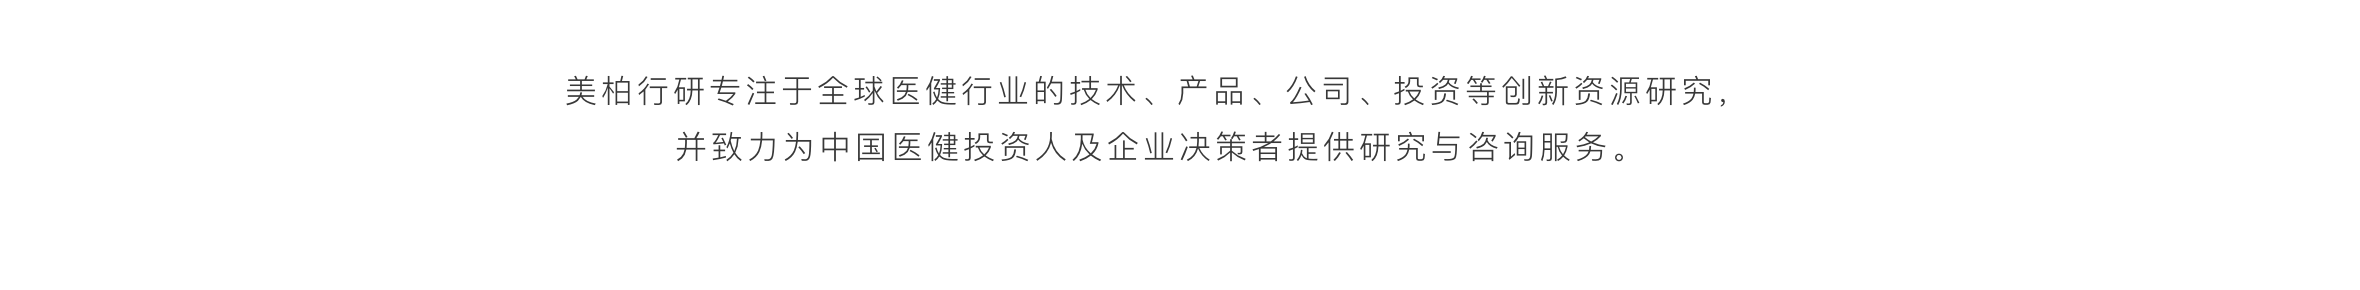 美柏行研专注于全球医健行业的技术、产品、公司、投资等创新资源研究，
并致力为中国医健投资人及企业决策者提供研究与咨询服务。